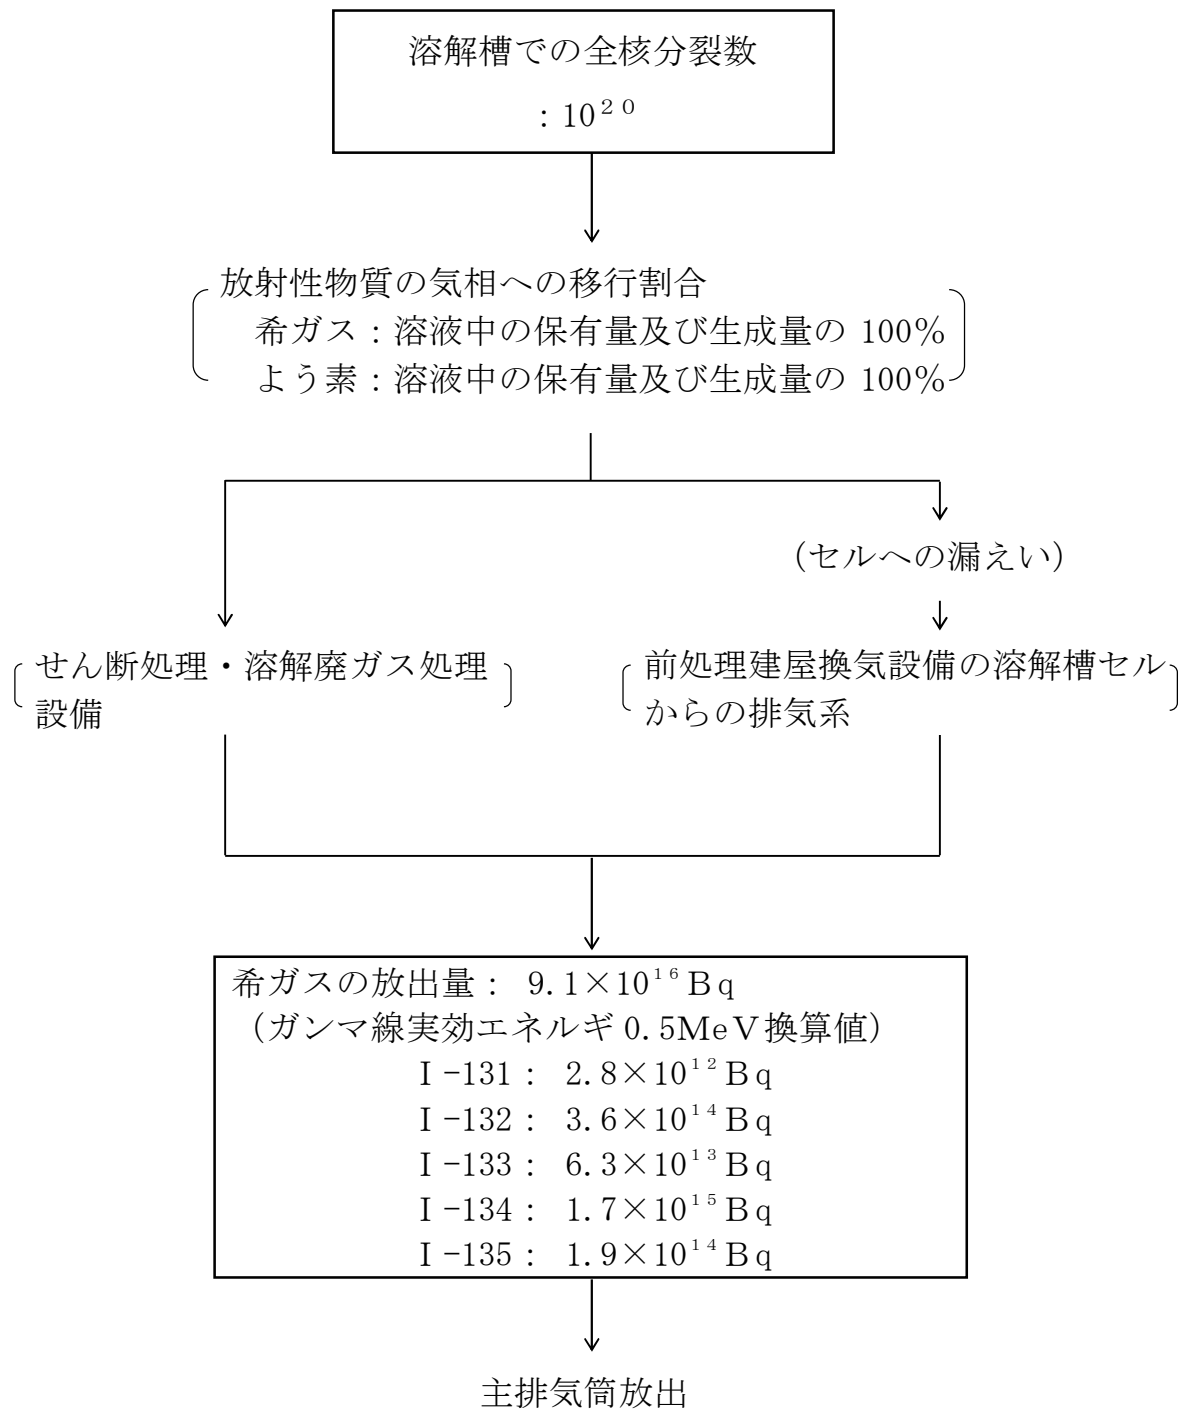 溶解槽での全核分裂数
：10²⁰
放射性物質の気相への移行割合
希ガス：溶液中の保有量及び生成量の 100％
よう素：溶液中の保有量及び生成量の 100％
（セルへの漏えい）
せん断処理・溶解廃ガス処理
設備
前処理建屋換気設備の溶解槽セル
からの排気系
希ガスの放出量： 9.1×10¹⁶Ｂq
（ガンマ線実効エネルギ 0.5MeＶ換算値）
Ｉ-131： 2.8×10¹²Ｂq
Ｉ-132： 3.6×10¹⁴Ｂq
Ｉ-133： 6.3×10¹³Ｂq
Ｉ-134： 1.7×10¹⁵Ｂq
Ｉ-135： 1.9×10¹⁴Ｂq
主排気筒放出